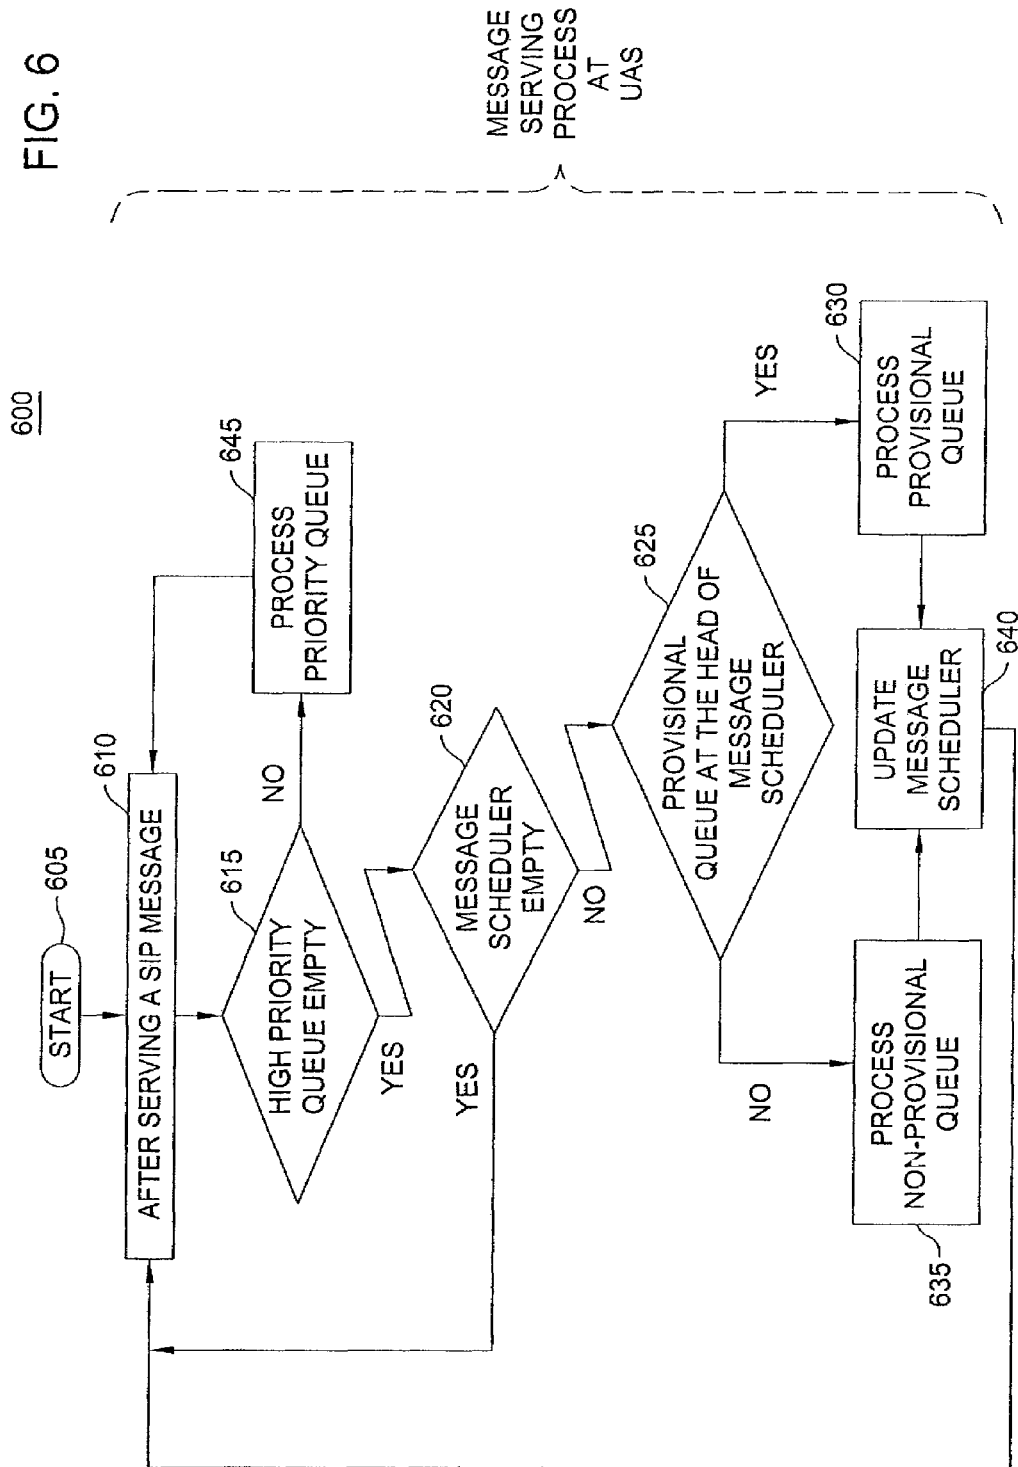 FIG. 6
600
START
605
AFTER SERVING A SIP MESSAGE
610
HIGH PRIORITY
QUEUE EMPTY
615
NO
PROCESS
PRIORITY QUEUE
645
YES
MESSAGE
SCHEDULER
EMPTY
620
YES
NO
PROVISIONAL
QUEUE AT THE HEAD OF
MESSAGE
SCHEDULER
625
NO
YES
PROCESS
NON-PROVISIONAL
QUEUE
635
UPDATE
MESSAGE
SCHEDULER
640
PROCESS
PROVISIONAL
QUEUE
630
MESSAGE
SERVING
PROCESS
AT
UAS